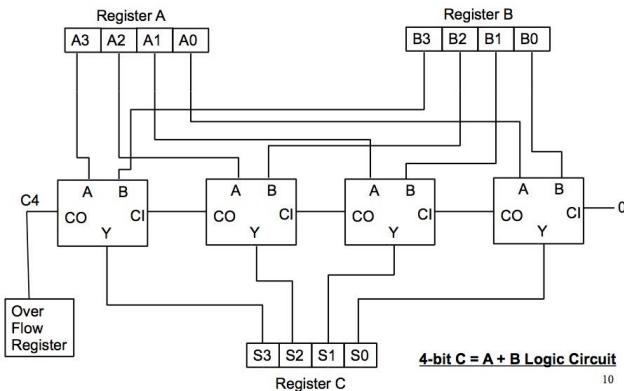 Register A
Register B
A3 A2 A1 A0
B3 B2 B1 B0
A B
A B
A B
A B
C4
CO CI
CO CI
CO CI
CO CI
0
Y
Y
Y
Y
Over
Flow
Register
S3 S2 S1 S0
Register C
4-bit C = A + B Logic Circuit
10